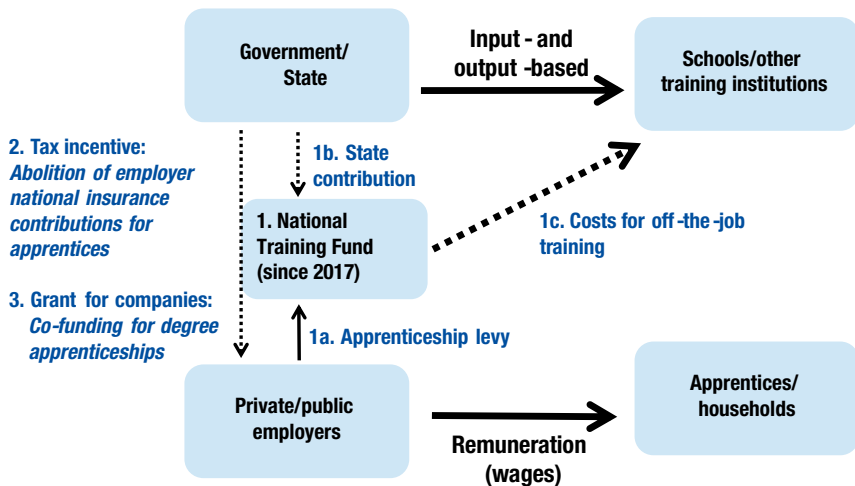 Government/
State
Input - and
output -based
Schools/other
training institutions
2. Tax incentive:
Abolition of employer
national insurance
contributions for
apprentices
1b. State
contribution
1. National
Training Fund
(since 2017)
1c. Costs for off-the-job
training
3. Grant for companies:
Co-funding for degree
apprenticeships
1a. Apprenticeship levy
Private/public
employers
Remuneration
(wages)
Apprentices/
households